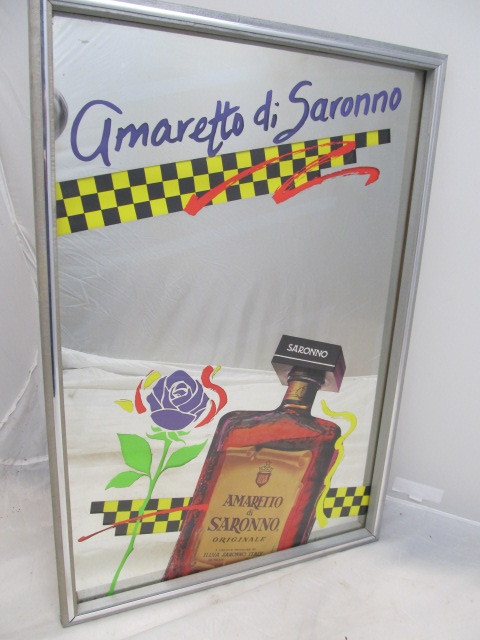 Amaretto di Saronno
SARONNO
AMARETTO
di
SARONNO
ORIGINALE